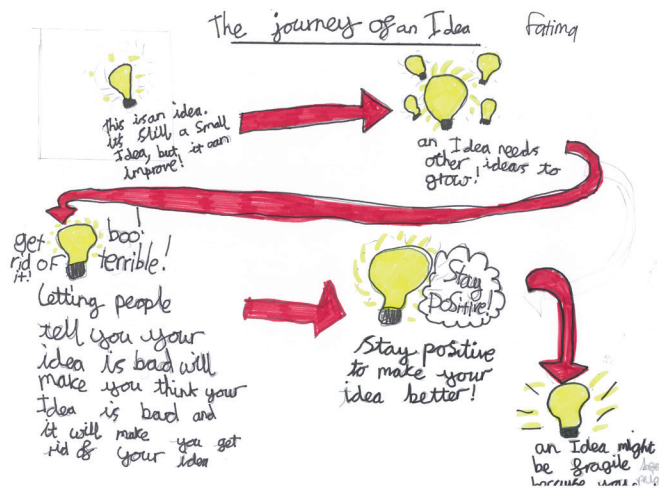 The journey of an Idea
Fatima
this is an idea.
its still a small
Idea, but it can
improve!
an Idea needs
other ideas to
grow!
get
rid of
it!
boo!
terrible!
Letting people
tell you your
idea is bad will
make you think your
Idea is bad and
it will make you get
rid of your idea
Stay
Positive!
Stay positive
to make your
idea better!
an Idea might
be fragile
because you